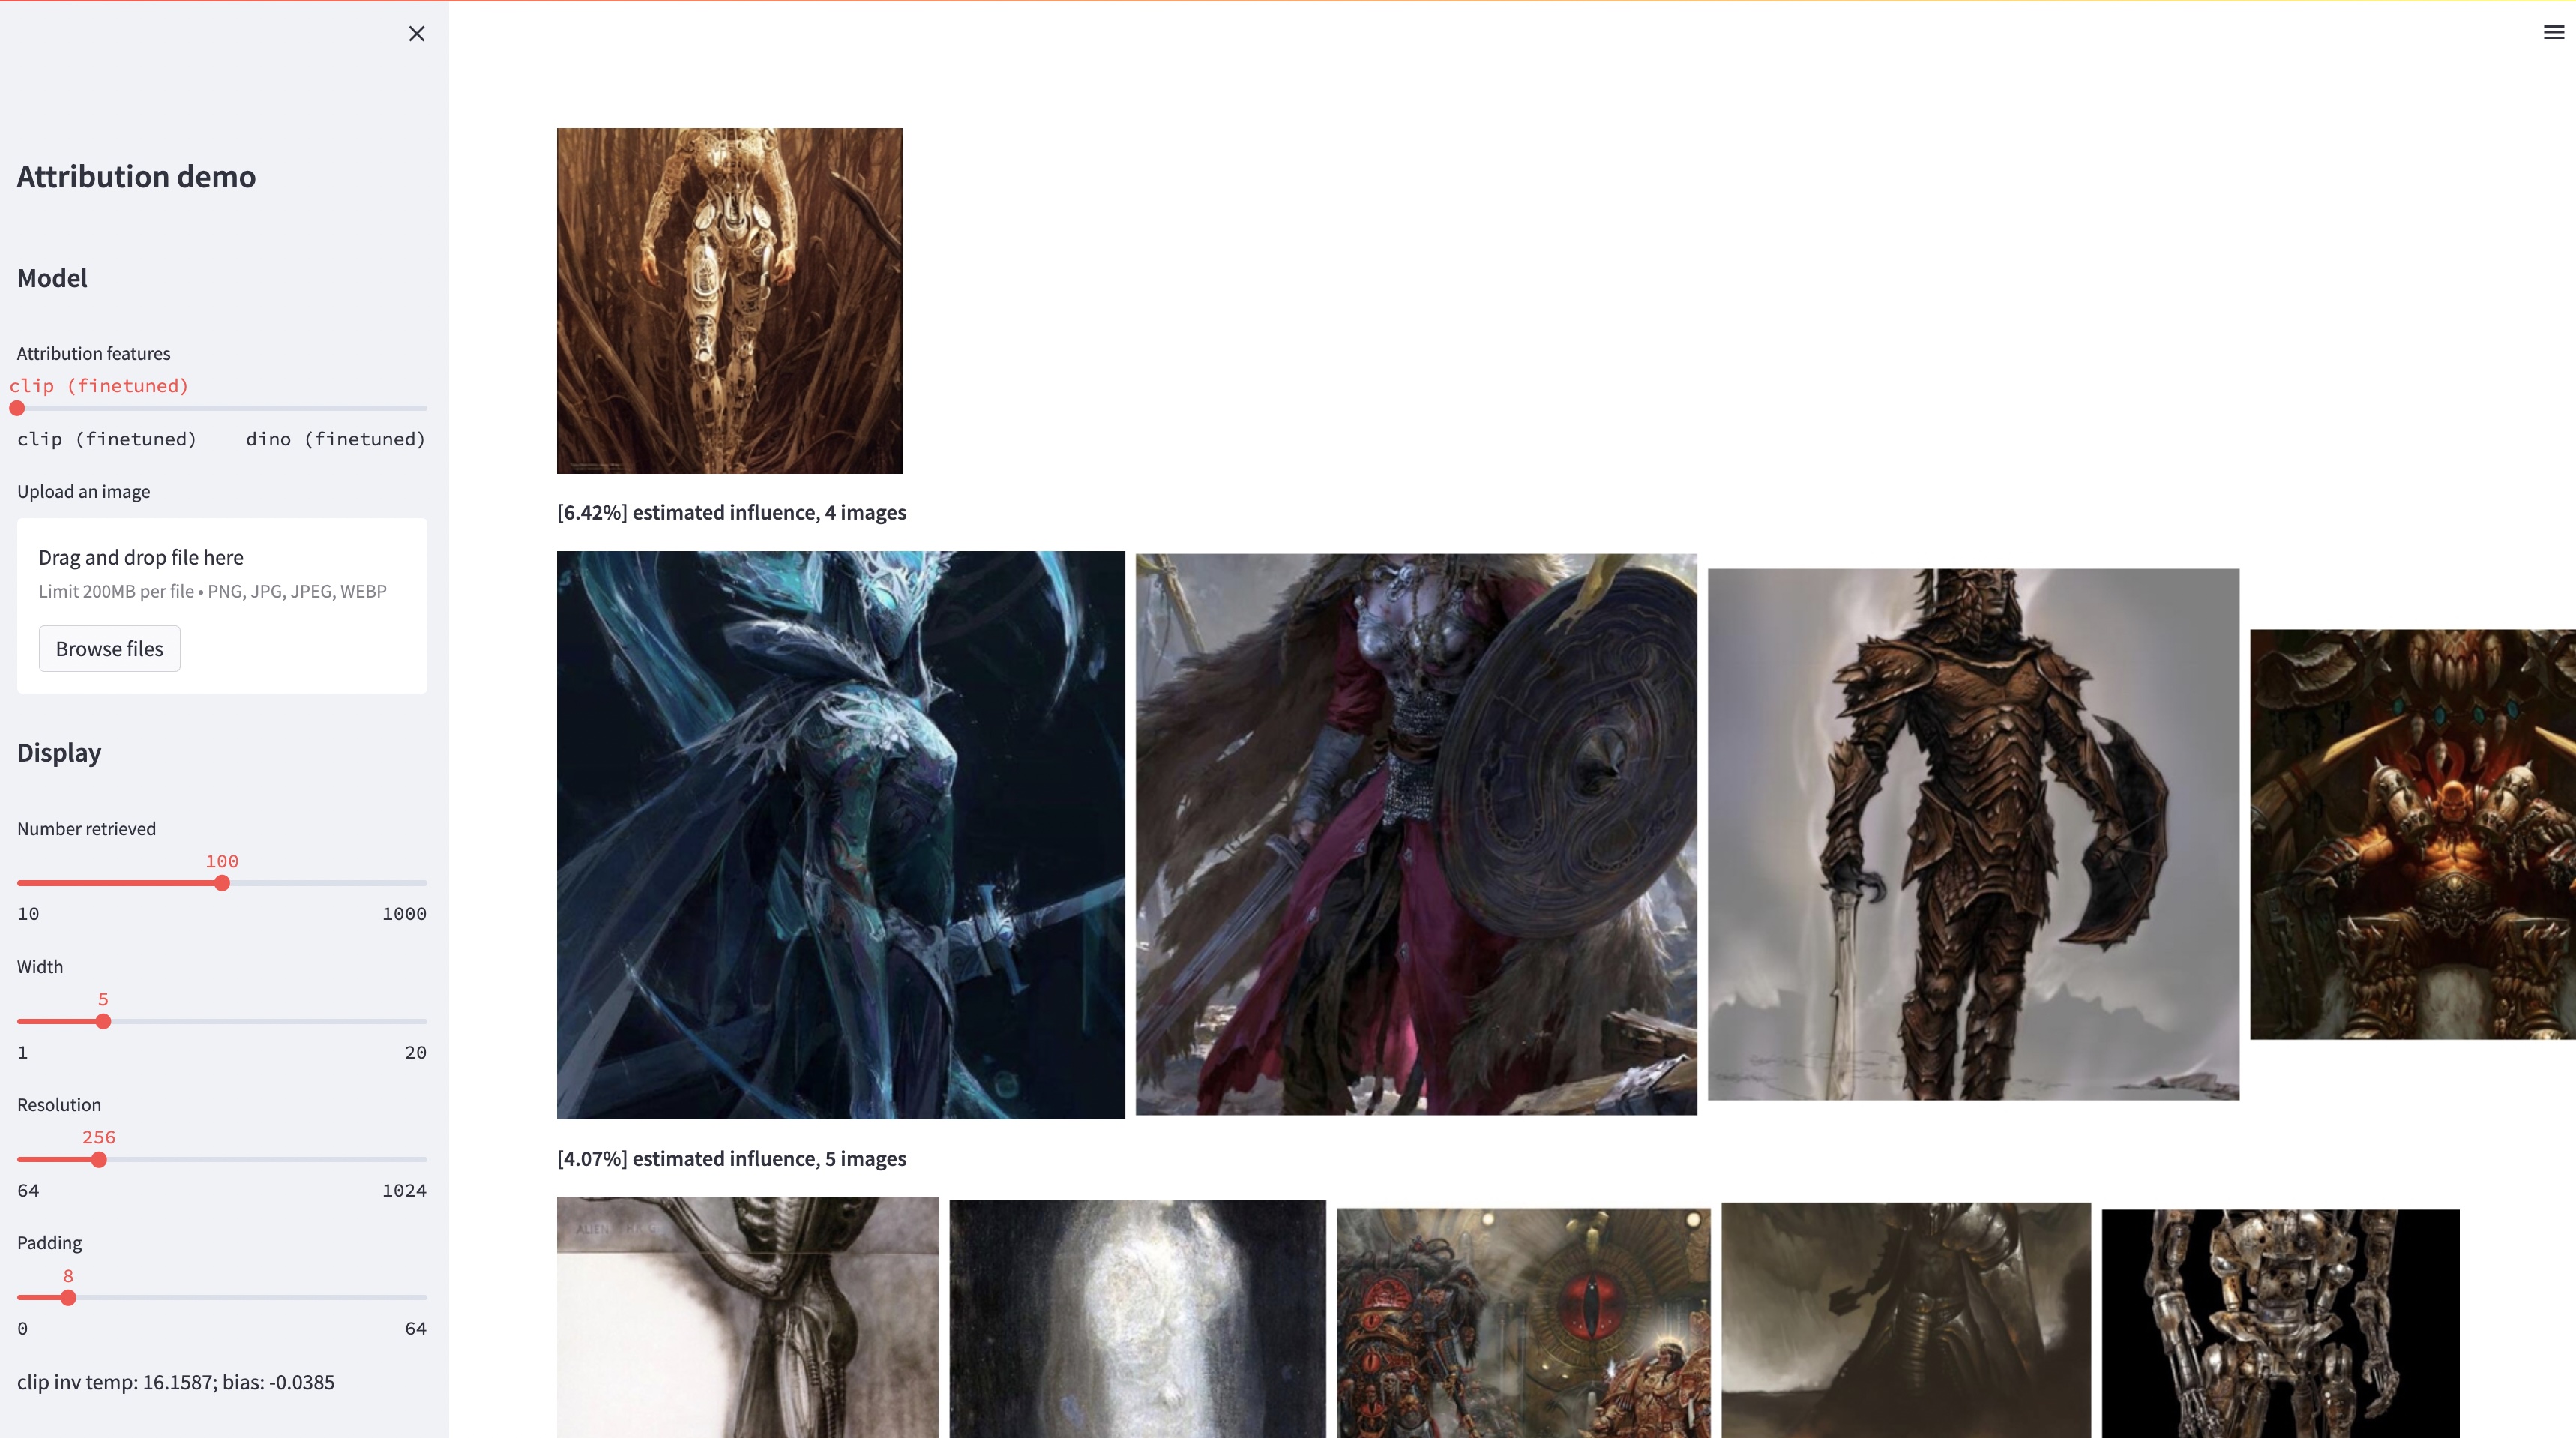 Attribution demo
Model
Attribution features
clip (finetuned)
clip (finetuned) dino (finetuned)
Upload an image
Drag and drop file here
Limit 200MB per file • PNG, JPG, JPEG, WEBP
Browse files
Display
Number retrieved
100
10 1000
Width
5
1 20
Resolution
256
64 1024
Padding
8
0 64
clip inv temp: 16.1587; bias: -0.0385
[6.42%] estimated influence, 4 images
[4.07%] estimated influence, 5 images
ALIEN